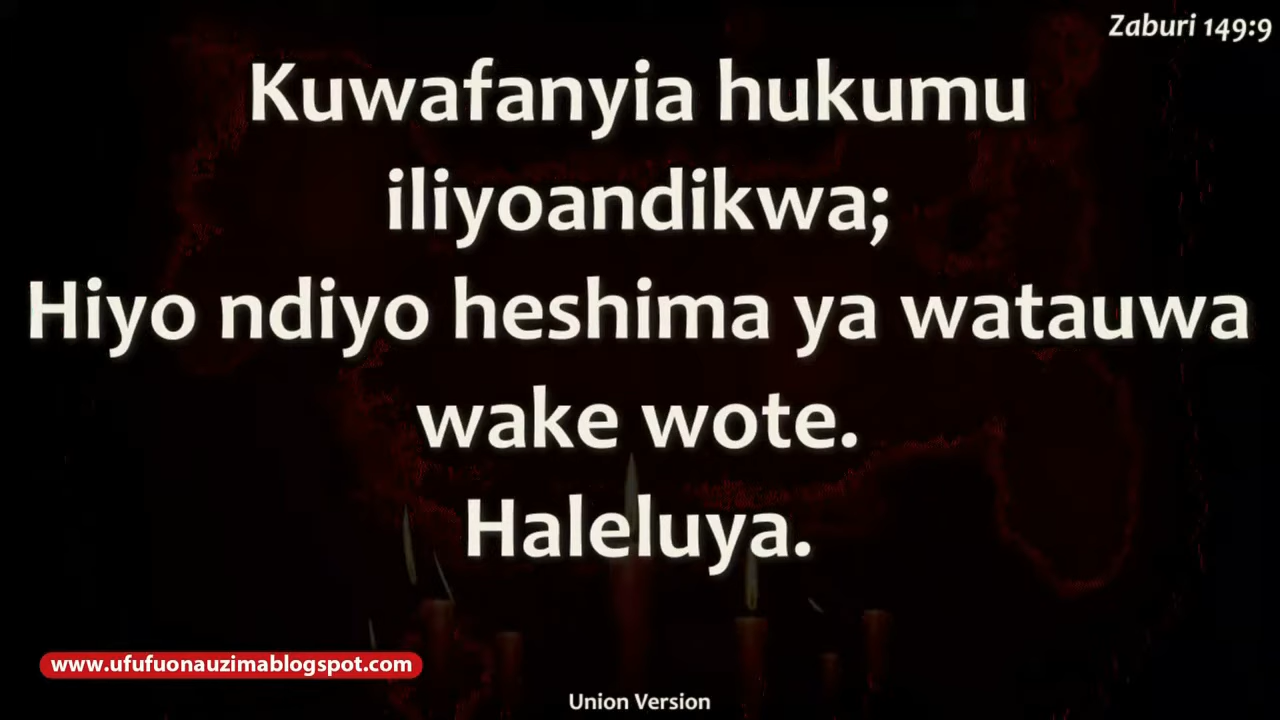 Zaburi 149:9
Kuwafanyia hukumu
iliyoandikwa;
Hiyo ndiyo heshima ya watauwa
wake wote.
Haleluya.
www.ufufuonauzimablogspot.com
Union Version